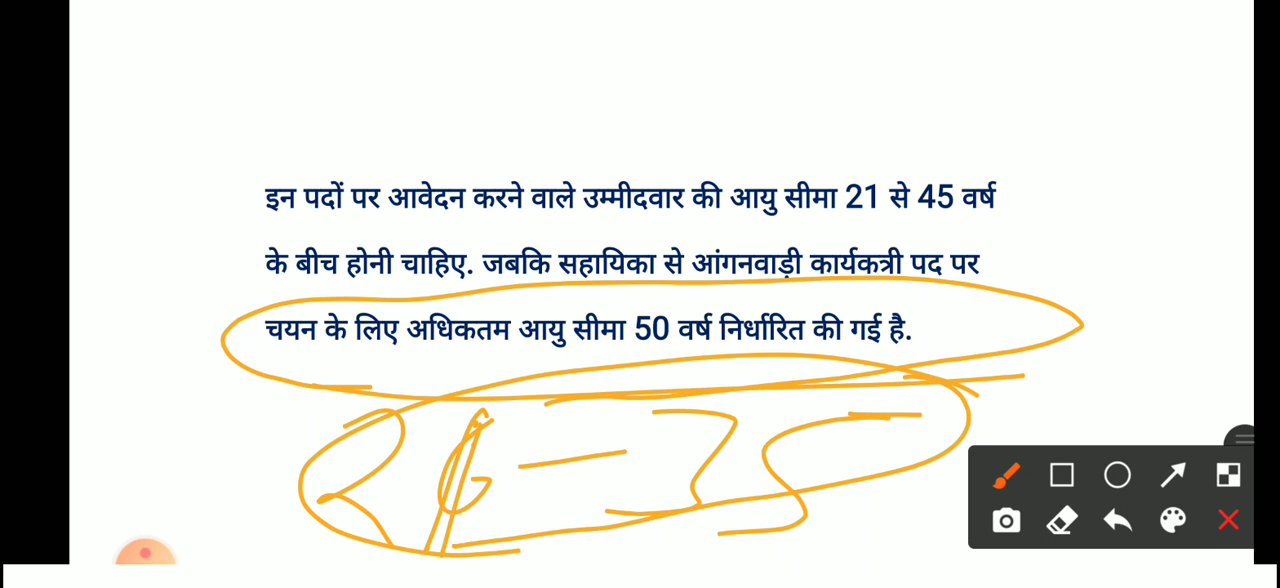 इन पदों पर आवेदन करने वाले उम्मीदवार की आयु सीमा 21 से 45 वर्ष
के बीच होनी चाहिए. जबकि सहायिका से आंगनवाड़ी कार्यकत्री पद पर
चयन के लिए अधिकतम आयु सीमा 50 वर्ष निर्धारित की गई है.